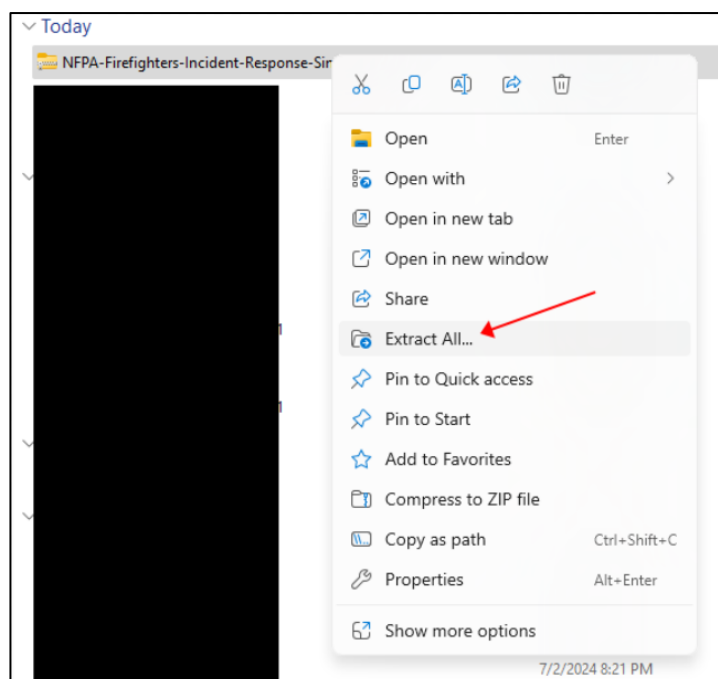 Today
NFPA-Firefighters-Incident-Response-Sim
Open Enter
Open with
Open in new tab
Open in new window
Share
Extract All...
Pin to Quick access
Pin to Start
Add to Favorites
Compress to ZIP file
Copy as path Ctrl+Shift+C
Properties Alt+Enter
Show more options
7/2/2024 8:21 PM